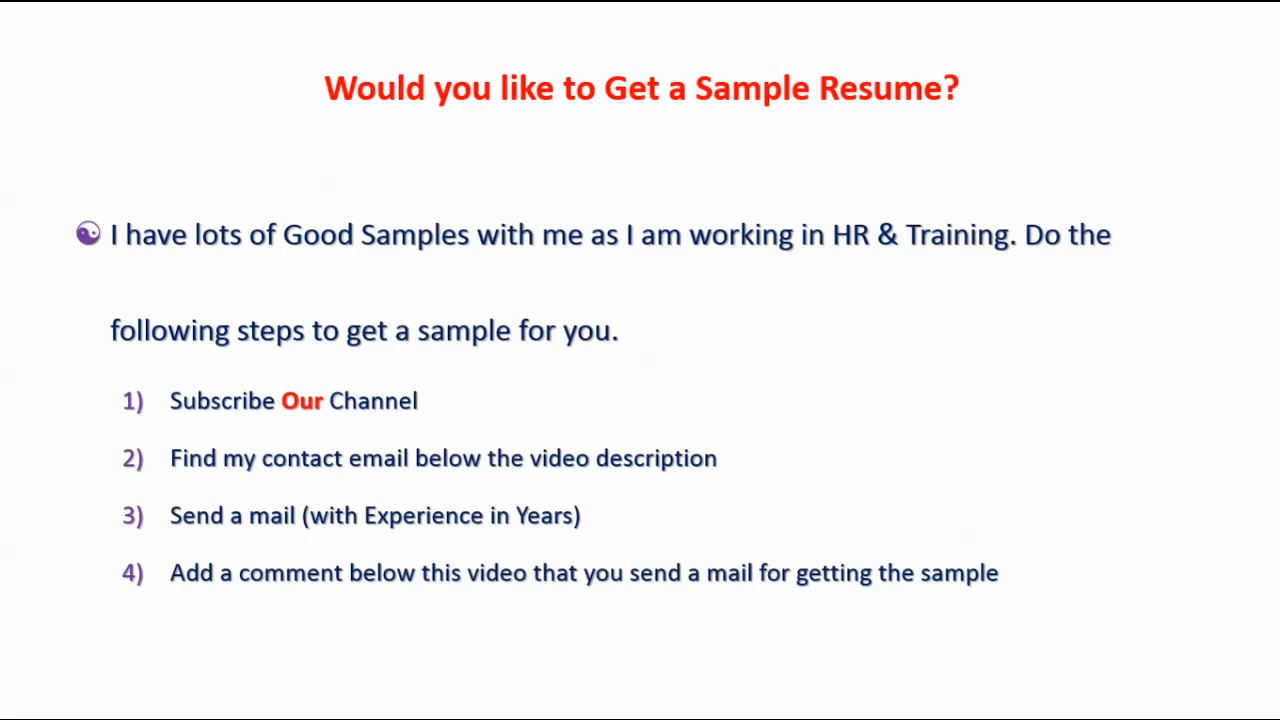 Would you like to Get a Sample Resume?
I have lots of Good Samples with me as I am working in HR & Training. Do the
following steps to get a sample for you.
1) Subscribe Our Channel
2) Find my contact email below the video description
3) Send a mail (with Experience in Years)
4) Add a comment below this video that you send a mail for getting the sample